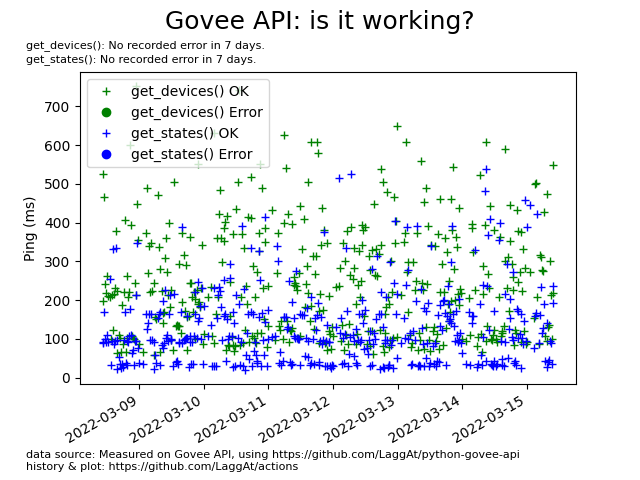 Govee API: is it working?
get_devices(): No recorded error in 7 days.
get_states(): No recorded error in 7 days.
get_devices() OK
get_devices() Error
get_states() OK
get_states() Error
Ping (ms)
700
600
500
400
300
200
100
0
2022-03-09
2022-03-10
2022-03-11
2022-03-12
2022-03-13
2022-03-14
2022-03-15
data source: Measured on Govee API, using https://github.com/LaggAt/python-govee-api
history & plot: https://github.com/LaggAt/actions